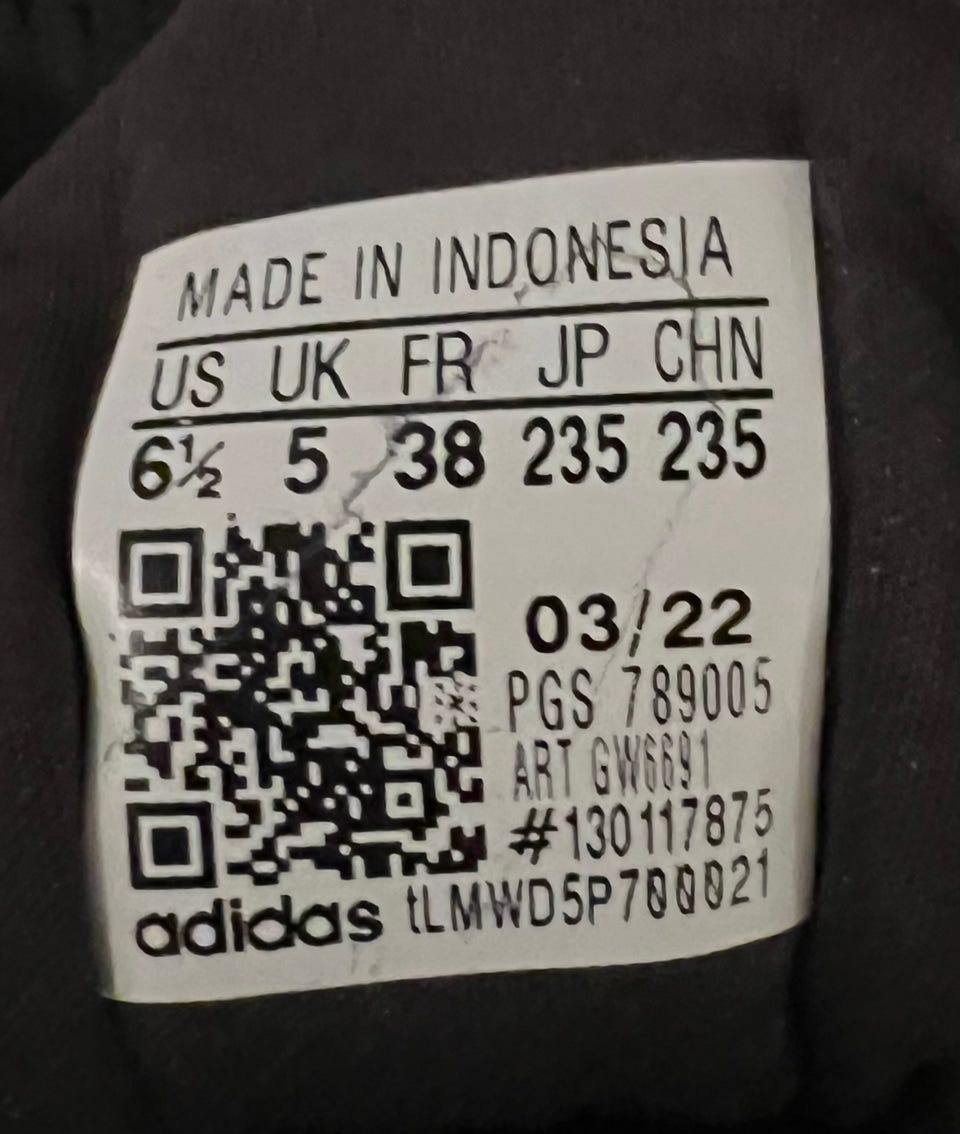 MADE IN INDONESIA
US UK FR JP CHN
6½ 5 38 235 235
03/22
PGS 789005
ART GW6691
#130117875
adidas tLMWD5P700021